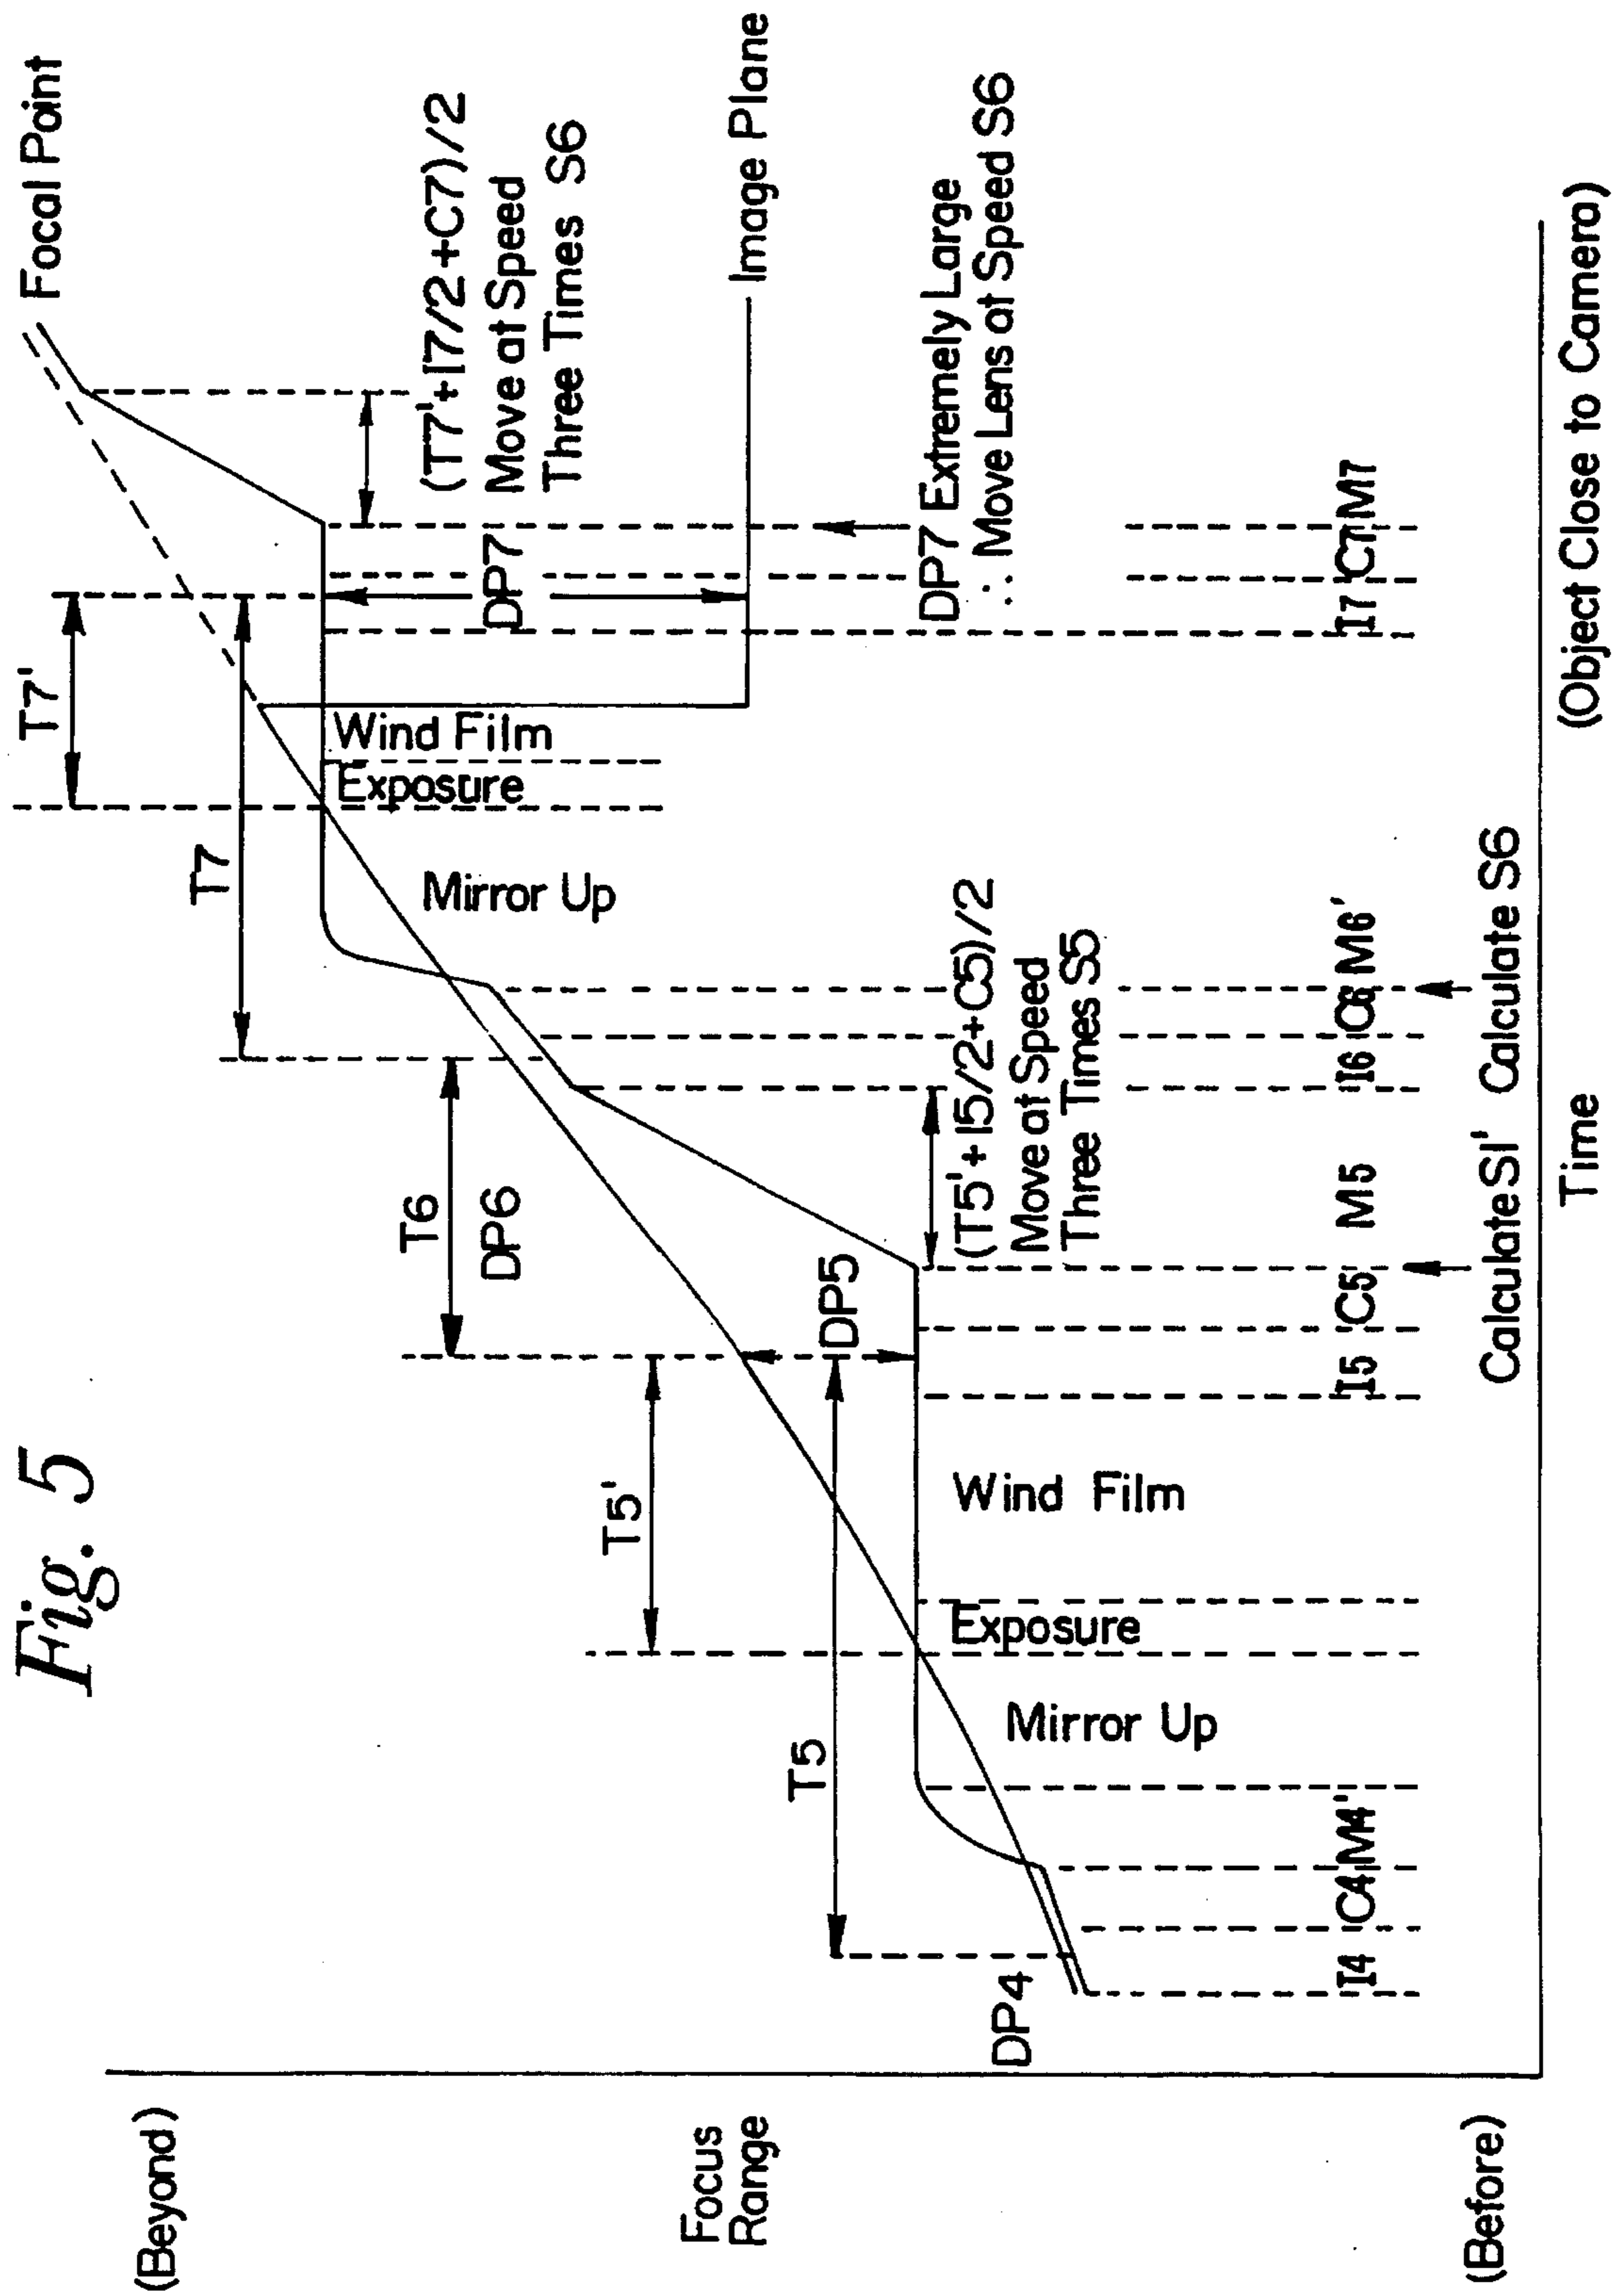 Fig. 5
(Beyond)
Focus
Range
(Before)
Focal Point
T7'
T7
(T7'+I7/2+C7)/2
Move at Speed
Three Times S6
DP7
Wind Film
Exposure
Mirror Up
Image Plane
T6
DP6
T5'
T5
DP5
DP7 Extremely Large
∴ Move Lens at Speed S6
(T5'+I5/2+C5)/2
Move at Speed
Three Times S5
Wind Film
Exposure
Mirror Up
DP4
I4 C4 M4' I5 C5 M5 I6 C6 M6' I7 C7 M7
Calculate S1' Calculate S6
Time (Object Close to Camera)